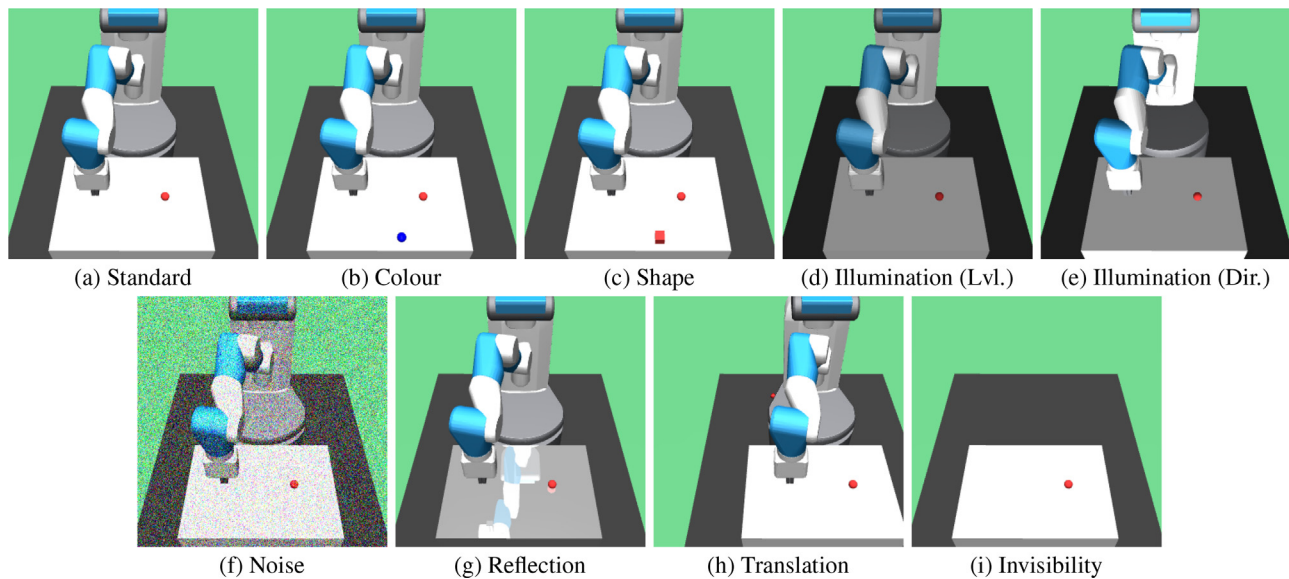 (a) Standard
(b) Colour
(c) Shape
(d) Illumination (Lvl.)
(e) Illumination (Dir.)
(f) Noise
(g) Reflection
(h) Translation
(i) Invisibility